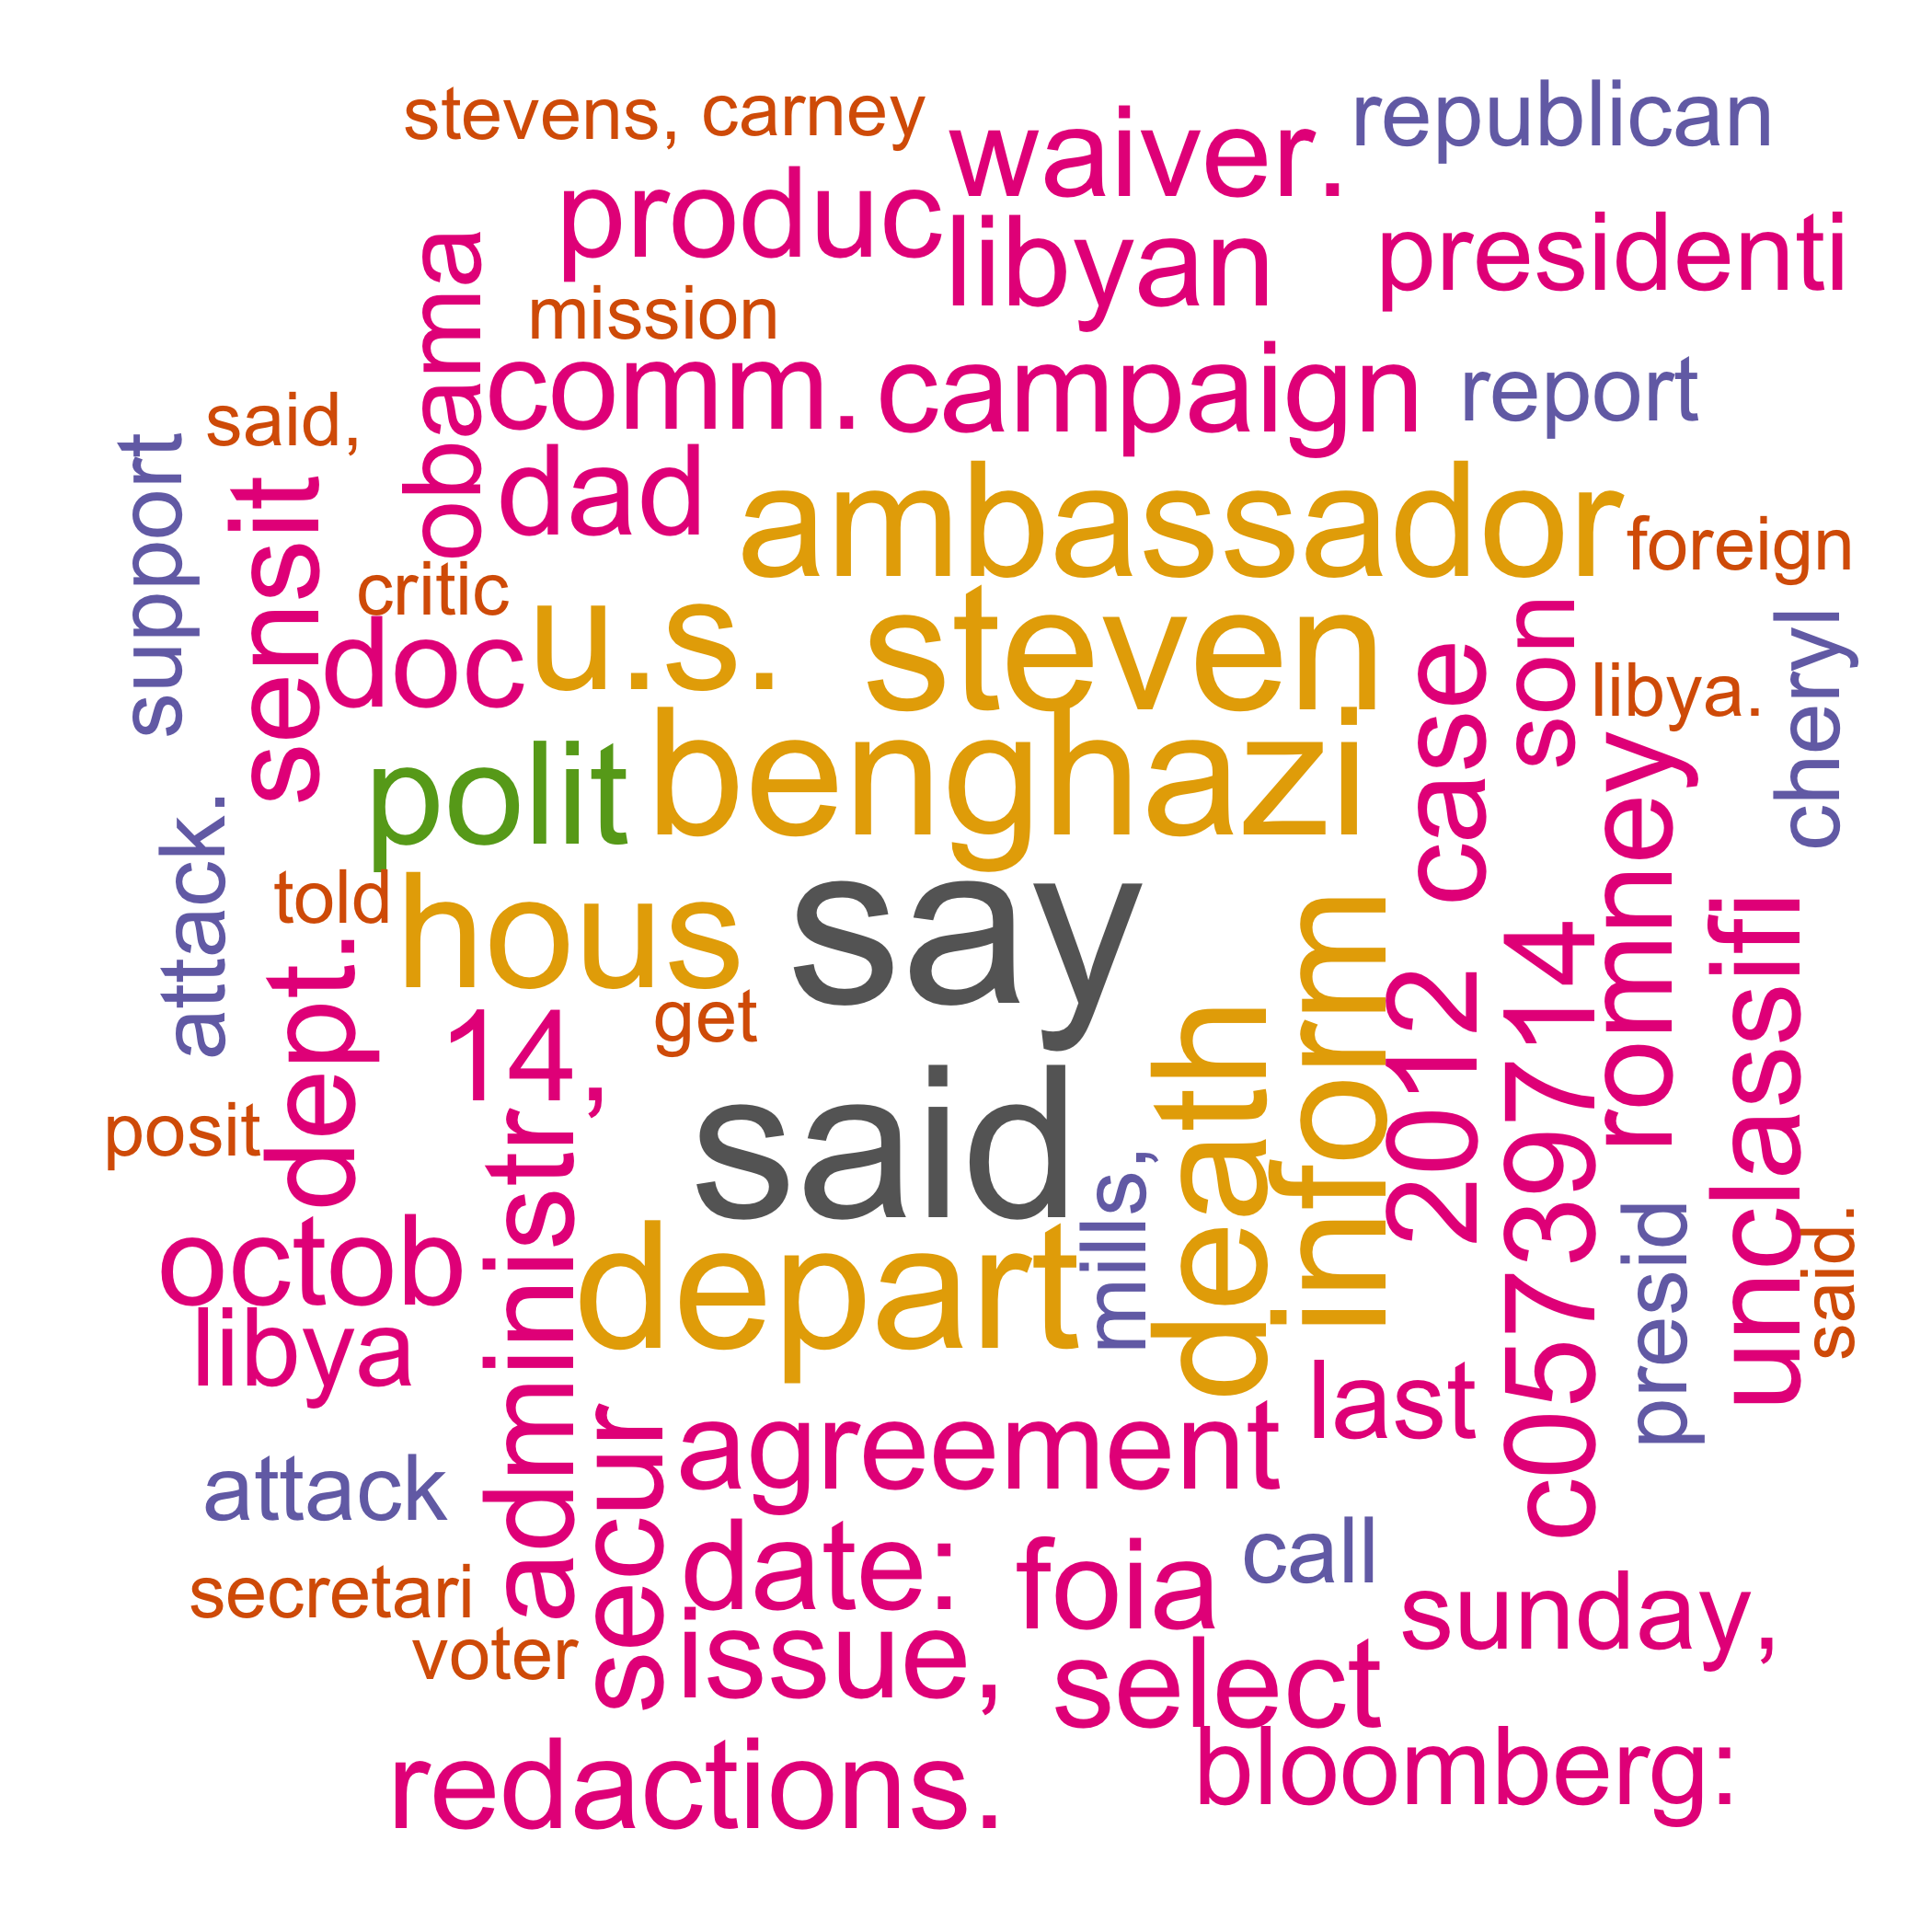 stevens, carney
republican
waiver.
produc
libyan
presidenti
obama
mission
comm. campaign
report
said,
support
sensit
dad
ambassador
foreign
critic
u.s. steven
doc
case
son
libya.
cheryl
polit benghazi
romney
attack.
told
hous
say
death
inform
2012
c05739714
unclassifi
dept.
14,
get
posit
administr
said
mills,
presid
said.
octob
depart
libya
last
secur
agreement
attack
date: foia
call
secretari
sunday,
voter
issue,
select
redactions.
bloomberg: